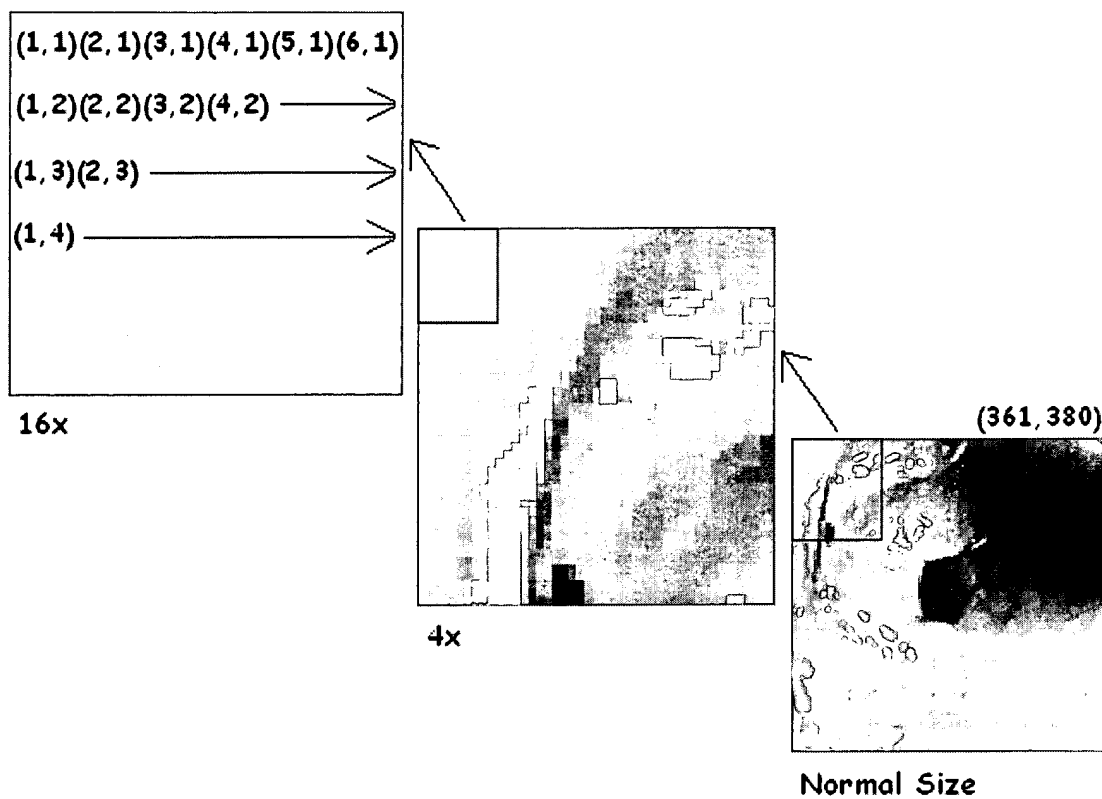 (1,1)(2,1)(3,1)(4,1)(5,1)(6,1)
(1,2)(2,2)(3,2)(4,2)
(1,3)(2,3)
(1,4)
16x
4x
(361,380)
Normal Size